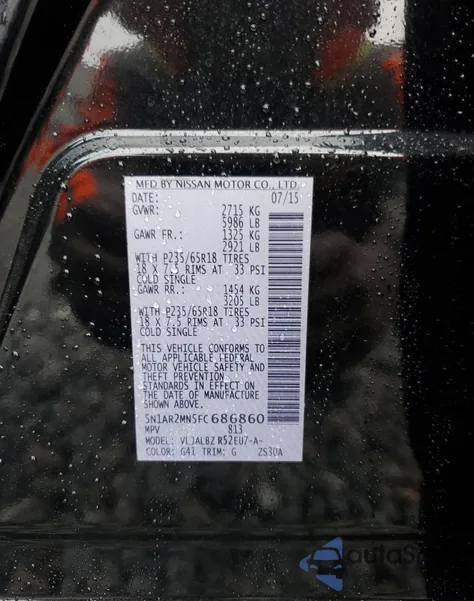 MFD BY NISSAN MOTOR CO., LTD.
DATE: 07/15
GVWR: 2715 KG
5986 LB
GAWR FR.: 1325 KG
2921 LB
WITH P235/65R18 TIRES
18 X 7.5 RIMS AT 33 PSI
COLD SINGLE
GAWR RR.: 1454 KG
3205 LB
WITH P235/65R18 TIRES
18 X 7.5 RIMS AT 33 PSI
COLD SINGLE
THIS VEHICLE CONFORMS TO
ALL APPLICABLE FEDERAL
MOTOR VEHICLE SAFETY AND
THEFT PREVENTION
STANDARDS IN EFFECT ON
THE DATE OF MANUFACTURE
SHOWN ABOVE.
5N1AR2MN5FC686860
MPV 813
MODEL: VLJALBZ R52EU7-A-
COLOR: G41 TRIM: G 2S30A